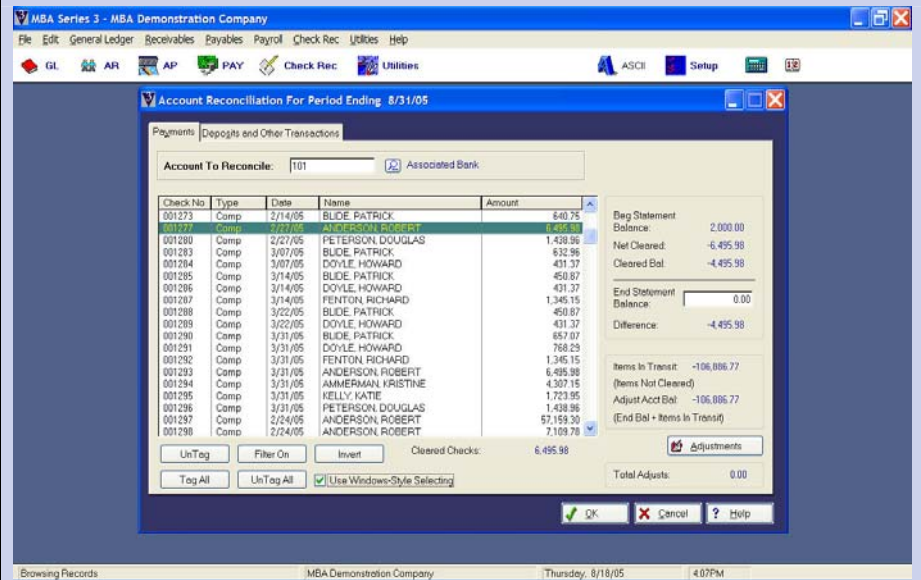 MBA Series 3 - MBA Demonstration Company
File Edit General Ledger Receivables Payables Payroll Check Rec Utilities Help
GL AR AP PAY Check Rec Utilities ASCII Setup
Account Reconciliation For Period Ending 8/31/05
Payments Deposits and Other Transactions
Account To Reconcile: 101 Associated Bank
Check No Type Date Name Amount
001273 Comp 2/14/05 BLIDE, PATRICK 640.75
001277 Comp 2/27/05 ANDERSON, ROBERT 6,495.98
001280 Comp 2/27/05 PETERSON, DOUGLAS 1,438.96
001283 Comp 3/07/05 BLIDE, PATRICK 632.96
001284 Comp 3/07/05 DOYLE, HOWARD 431.37
001285 Comp 3/14/05 BLIDE, PATRICK 450.87
001286 Comp 3/14/05 DOYLE, HOWARD 431.37
001287 Comp 3/14/05 FENTON, RICHARD 1,345.15
001288 Comp 3/22/05 BLIDE, PATRICK 450.87
001289 Comp 3/22/05 DOYLE, HOWARD 431.37
001290 Comp 3/31/05 BLIDE, PATRICK 657.07
001291 Comp 3/31/05 DOYLE, HOWARD 768.29
001292 Comp 3/31/05 FENTON, RICHARD 1,345.15
001293 Comp 3/31/05 ANDERSON, ROBERT 6,495.98
001294 Comp 3/31/05 AMMERMAN, KRISTINE 4,307.15
001295 Comp 3/31/05 KELLY, KATIE 1,723.95
001296 Comp 3/31/05 PETERSON, DOUGLAS 1,438.96
001297 Comp 2/24/05 ANDERSON, ROBERT 57,159.30
001298 Comp 2/24/05 ANDERSON, ROBERT 7,109.78
Beg Statement
Balance: 2,000.00
Net Cleared: -6,495.98
Cleared Bal: -4,495.98
End Statement
Balance: 0.00
Difference: -4,495.98
Items In Transit: -106,886.77
(Items Not Cleared)
Adjust Acct Bal: -106,886.77
(End Bal + Items In Transit)
Adjustments
Total Adjusts: 0.00
UnTag Filter On Invert Cleared Checks: 6,495.98
Tag All UnTag All Use Windows-Style Selecting
OK Cancel Help
Browsing Records MBA Demonstration Company Thursday, 8/18/05 4:07PM